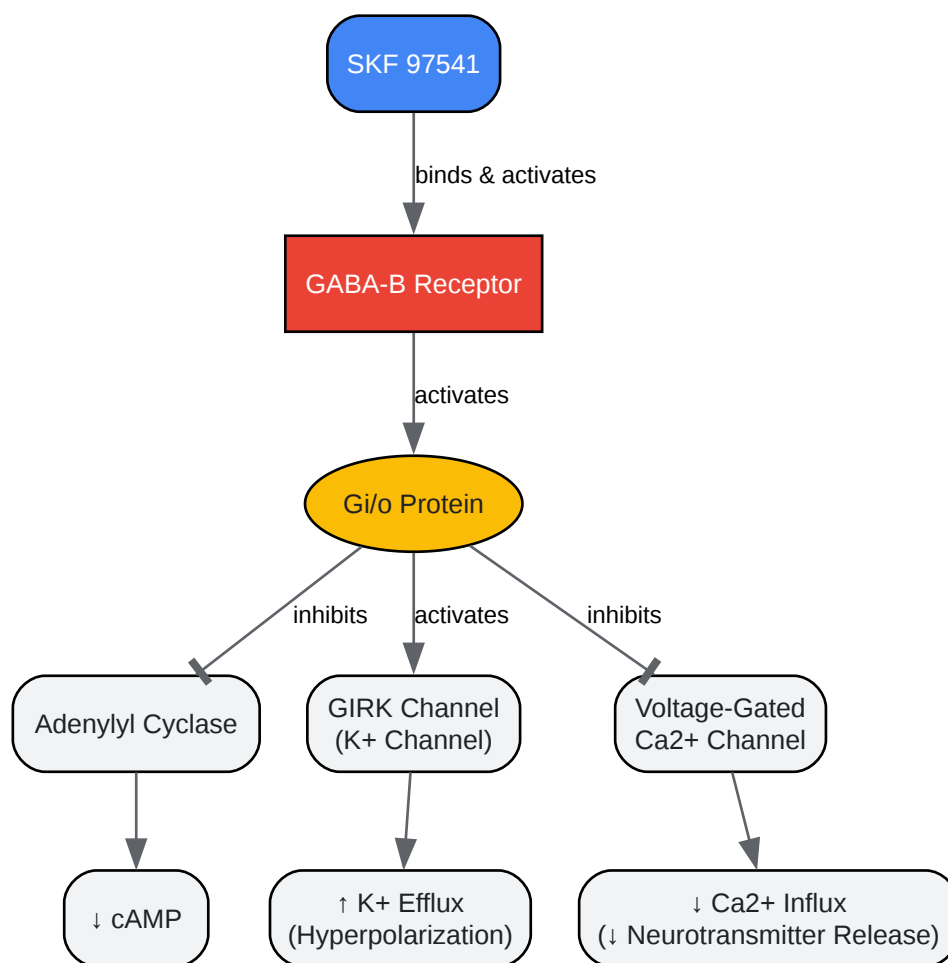 SKF 97541
binds & activates
GABA-B Receptor
activates
Gi/o Protein
inhibits
activates
inhibits
Adenylyl Cyclase
GIRK Channel
(K+ Channel)
Voltage-Gated
Ca2+ Channel
↓ cAMP
↑ K+ Efflux
(Hyperpolarization)
↓ Ca2+ Influx
(↓ Neurotransmitter Release)